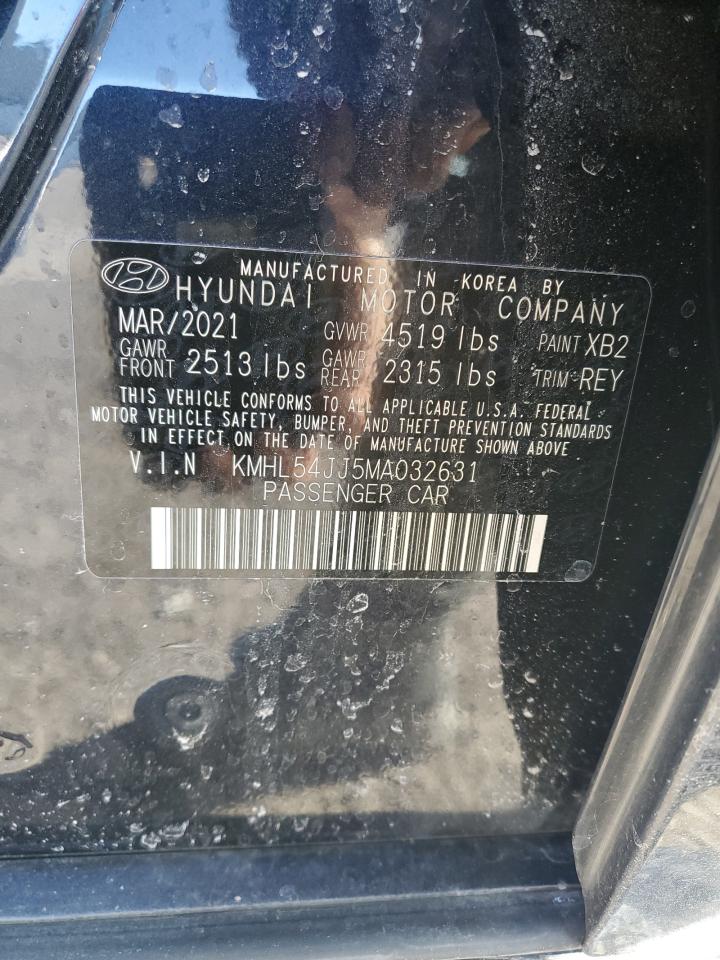 MANUFACTURED IN KOREA BY
HYUNDAI MOTOR COMPANY
MAR/2021 GVWR 4519 lbs PAINT XB2
GAWR FRONT 2513 lbs GAWR REAR 2315 lbs TRIM REY
THIS VEHICLE CONFORMS TO ALL APPLICABLE U.S.A. FEDERAL
MOTOR VEHICLE SAFETY, BUMPER, AND THEFT PREVENTION STANDARDS
IN EFFECT ON THE DATE OF MANUFACTURE SHOWN ABOVE
V.I.N KMHL54JJ5MA032631
PASSENGER CAR